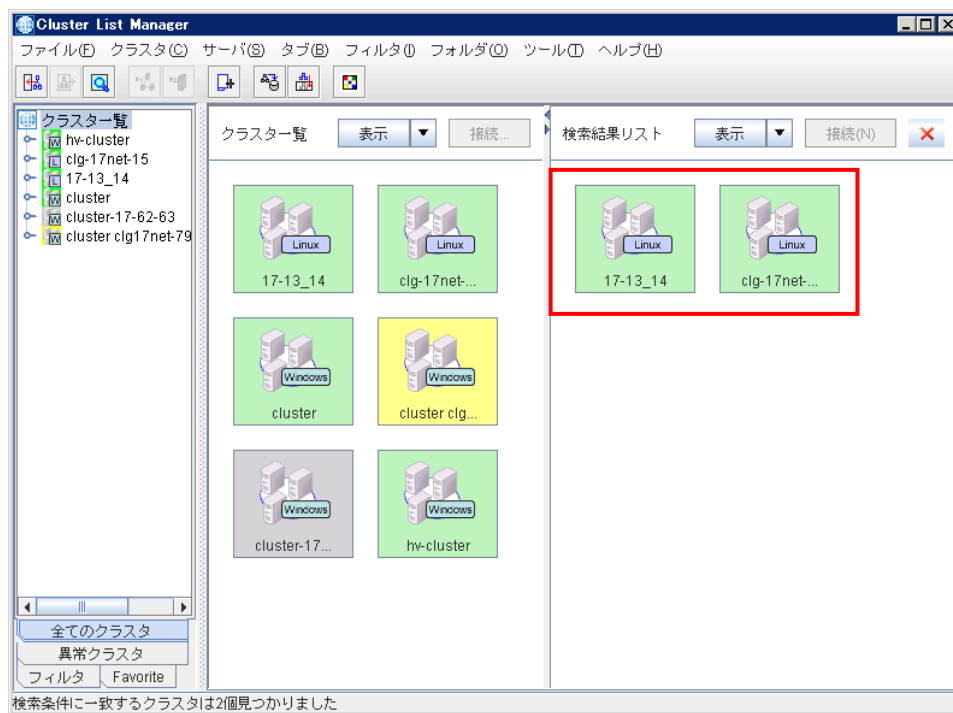 Cluster List Manager
ファイル(F) クラスタ(C) サーバ(S) タブ(B) フィルタ(I) フォルダ(O) ツール(T) ヘルプ(H)
クラスター覧
hv-cluster
clg-17net-15
17-13_14
cluster
cluster-17-62-63
cluster clg17net-79
全てのクラスタ
異常クラスタ
フィルタ Favorite
クラスター覧 表示 接続...
Linux
17-13_14
Linux
clg-17net-...
Windows
cluster
Windows
cluster clg...
Windows
cluster-17...
Windows
hv-cluster
検索結果リスト 表示 接続(N)
Linux
17-13_14
Linux
clg-17net-...
検索条件に一致するクラスタは2個見つかりました